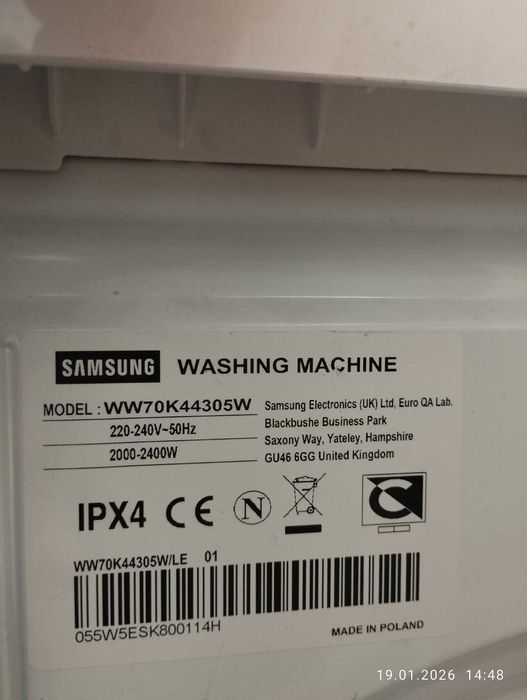 SAMSUNG WASHING MACHINE
MODEL : WW70K44305W
220-240V~50Hz
2000-2400W
Samsung Electronics (UK) Ltd, Euro QA Lab.
Blackbushe Business Park
Saxony Way, Yateley, Hampshire
GU46 6GG United Kingdom
IPX4 CE N
WW70K44305W/LE 01
055W5ESK800114H
MADE IN POLAND
19.01.2026 14:48